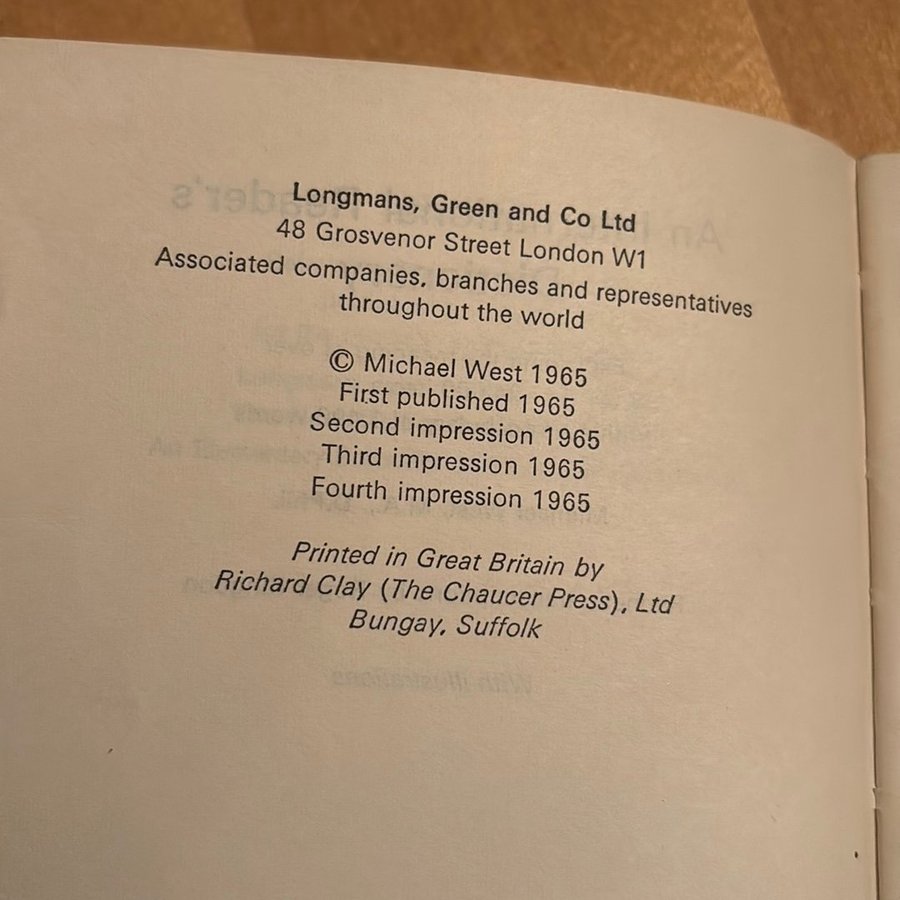 Longmans, Green and Co Ltd
48 Grosvenor Street London W1
Associated companies, branches and representatives
throughout the world
© Michael West 1965
First published 1965
Second impression 1965
Third impression 1965
Fourth impression 1965
Printed in Great Britain by
Richard Clay (The Chaucer Press), Ltd
Bungay, Suffolk
With illustrations